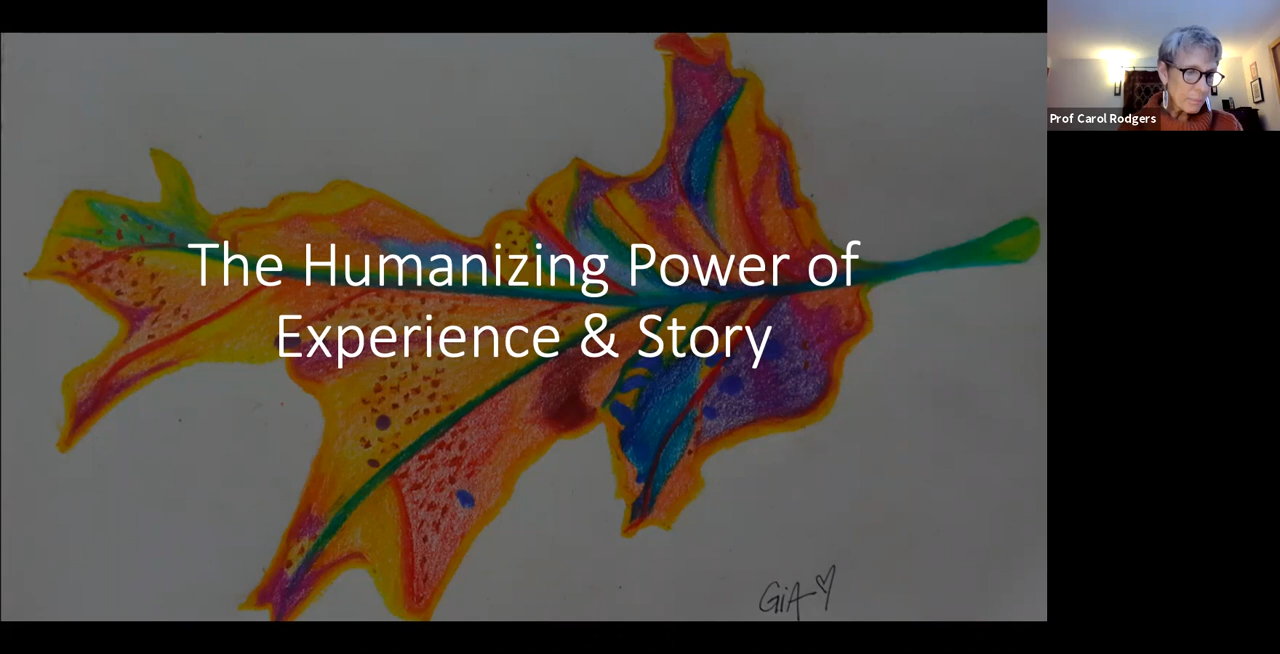 The Humanizing Power of
Experience & Story
Prof Carol Rodgers
GiA